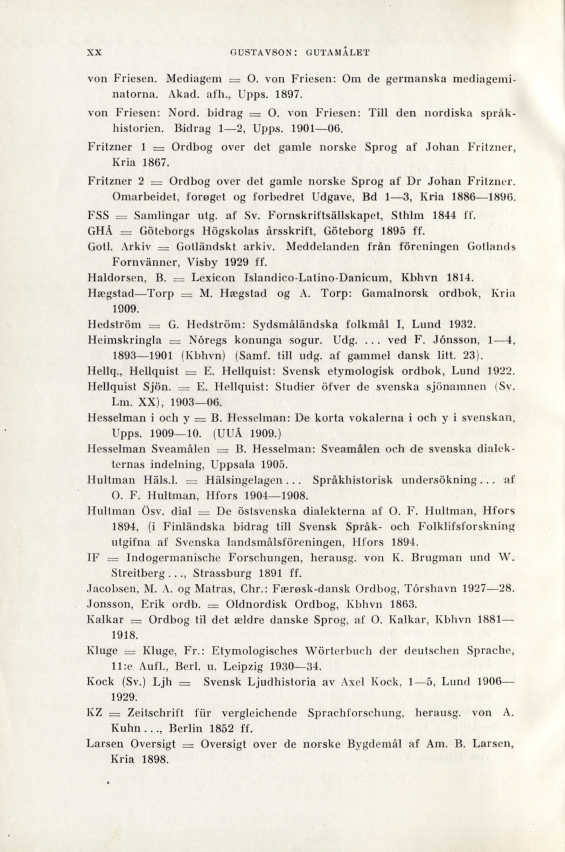 XX GUSTAVSON: GUTAMÅLET
von Friesen. Mediagem = O. von Friesen: Om de germanska mediagemi-
natorna. Akad. afh., Upps. 1897.
von Friesen: Nord. bidrag = O. von Friesen: Till den nordiska språk-
historien. Bidrag 1—2, Upps. 1901—06.
Fritzner 1 = Ordbog over det gamle norske Sprog af Johan Fritzner,
Kria 1867.
Fritzner 2 = Ordbog over det gamle norske Sprog af Dr Johan Fritzner.
Omarbeidet, forøget og forbedret Udgave, Bd 1—3, Kria 1886—1896.
FSS = Samlingar utg. af Sv. Fornskriftsällskapet, Sthlm 1844 ff.
GHÅ = Göteborgs Högskolas årsskrift, Göteborg 1895 ff.
Gotl. Arkiv = Gotländskt arkiv. Meddelanden från föreningen Gotlands
Fornvänner, Visby 1929 ff.
Haldorsen, B. = Lexicon Islandico-Latino-Danicum, Kbhvn 1814.
Hægstad—Torp = M. Hægstad og A. Torp: Gamalnorsk ordbok, Kria
1909.
Hedström = G. Hedström: Sydsmåländska folkmål I, Lund 1932.
Heimskringla = Nóregs konunga sogur. Udg. ... ved F. Jónsson, 1—4,
1893—1901 (Kbhvn) (Samf. till udg. af gammel dansk litt. 23).
Hellq., Hellquist = E. Hellquist: Svensk etymologisk ordbok, Lund 1922.
Hellquist Sjön. = E. Hellquist: Studier öfver de svenska sjönamnen (Sv.
Lm. XX), 1903—06.
Hesselman i och y = B. Hesselman: De korta vokalerna i och y i svenskan,
Upps. 1909—10. (UUÅ 1909.)
Hesselman Sveamålen = B. Hesselman: Sveamålen och de svenska dialek-
ternas indelning, Uppsala 1905.
Hultman Häls.l. = Hälsingelagen... Språkhistorisk undersökning... af
O. F. Hultman, Hfors 1904—1908.
Hultman Ösv. dial = De östsvenska dialekterna af O. F. Hultman, Hfors
1894, (i Finländska bidrag till Svensk Språk- och Folklifsforskning
utgifna af Svenska landsmålsföreningen, Hfors 1894.
IF = Indogermanische Forschungen, herausg. von K. Brugman und W.
Streitberg..., Strassburg 1891 ff.
Jacobsen, M. A. og Matras, Chr.: Færøsk-dansk Ordbog, Tórshavn 1927—28.
Jonsson, Erik ordb. = Oldnordisk Ordbog, Kbhvn 1863.
Kalkar = Ordbog til det ældre danske Sprog, af O. Kalkar, Kbhvn 1881—
1918.
Kluge = Kluge, Fr.: Etymologisches Wörterbuch der deutschen Sprache,
11:e Aufl., Berl. u. Leipzig 1930—34.
Kock (Sv.) Ljh = Svensk Ljudhistoria av Axel Kock, 1—5, Lund 1906—
1929.
KZ = Zeitschrift für vergleichende Sprachforschung, herausg. von A.
Kuhn..., Berlin 1852 ff.
Larsen Oversigt = Oversigt over de norske Bygdemål af Am. B. Larsen,
Kria 1898.